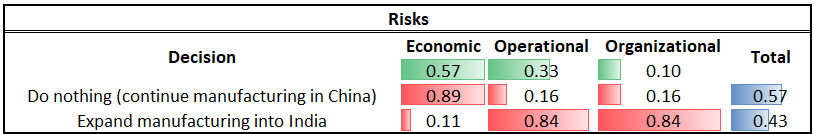 Risks
Decision Economic Operational Organizational Total
0.57 0.33 0.10
Do nothing (continue manufacturing in China) 0.89 0.16 0.16 0.57
Expand manufacturing into India 0.11 0.84 0.84 0.43